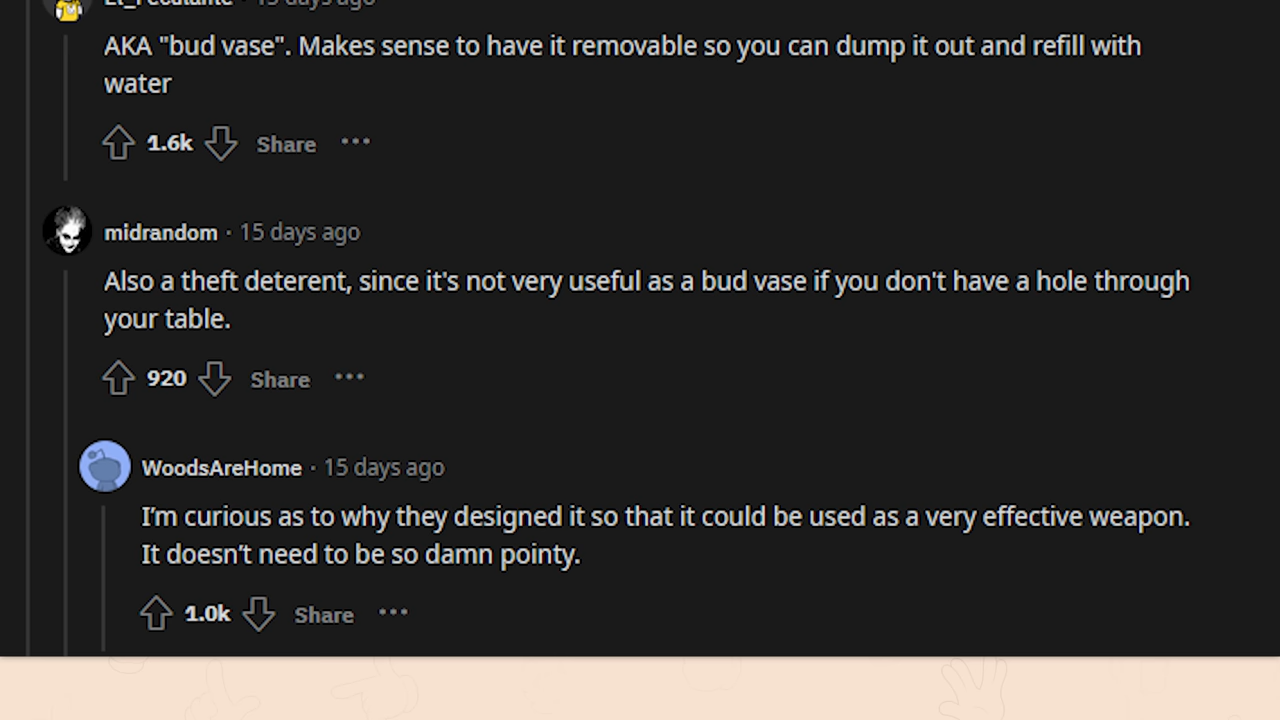 AKA "bud vase". Makes sense to have it removable so you can dump it out and refill with
water
1.6k Share ...
midrandom · 15 days ago
Also a theft deterent, since it's not very useful as a bud vase if you don't have a hole through
your table.
920 Share ...
WoodsAreHome · 15 days ago
I’m curious as to why they designed it so that it could be used as a very effective weapon.
It doesn’t need to be so damn pointy.
1.0k Share ...